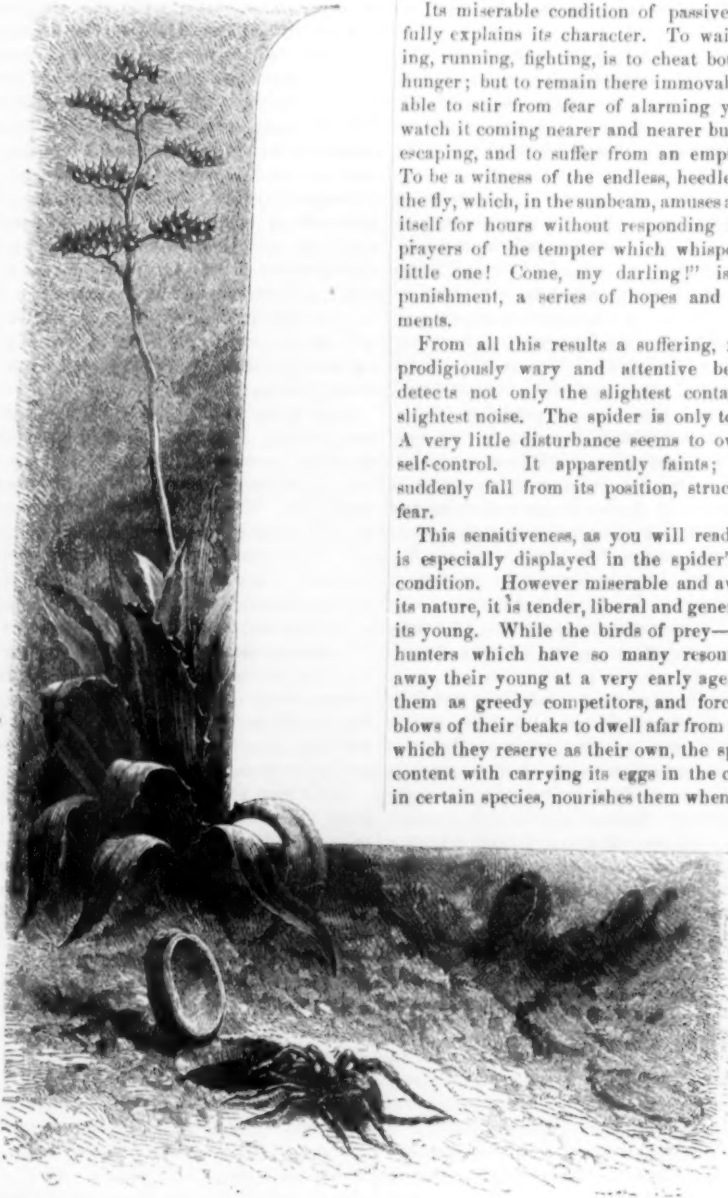 Its miserable condition of passive
fully explains its character. To wai
ing, running, fighting, is to cheat bot
hunger; but to remain there immoval
able to stir from fear of alarming y
watch it coming nearer and nearer bu
escaping, and to suffer from an emp
To be a witness of the endless, heedle
the fly, which, in the sunbeam, amuses a
itself for hours without responding
prayers of the tempter which whispe
little one! Come, my darling!" is
punishment, a series of hopes and
ments.
From all this results a suffering,
prodigiously wary and attentive be
detects not only the slightest conta
slightest noise. The spider is only to
A very little disturbance seems to ov
self-control. It apparently faints;
suddenly fall from its position, struc
fear.
This sensitiveness, as you will read
is especially displayed in the spider'
condition. However miserable and av
its nature, it is tender, liberal and gene
its young. While the birds of prey—
hunters which have so many resou
away their young at a very early age
them as greedy competitors, and forc
blows of their beaks to dwell afar from
which they reserve as their own, the sp
content with carrying its eggs in the c
in certain species, nourishes them when